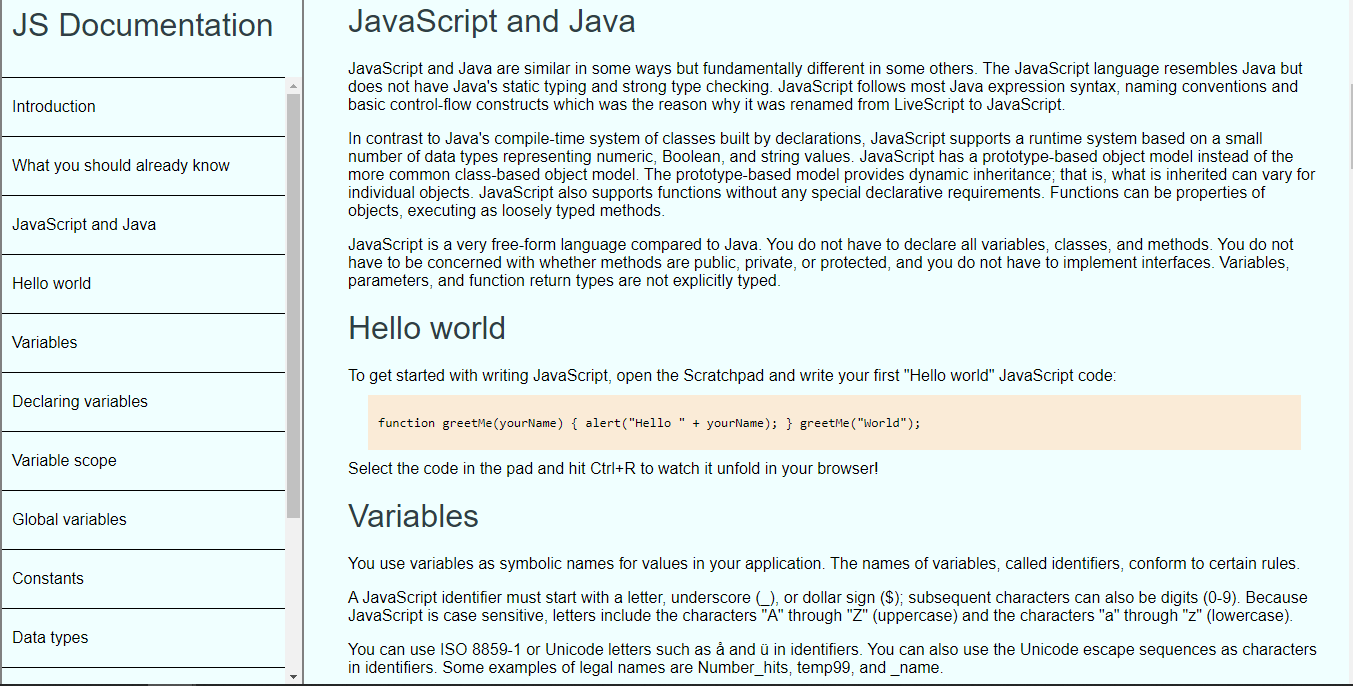 JS Documentation
Introduction
What you should already know
JavaScript and Java
Hello world
Variables
Declaring variables
Variable scope
Global variables
Constants
Data types
JavaScript and Java
JavaScript and Java are similar in some ways but fundamentally different in some others. The JavaScript language resembles Java but
does not have Java's static typing and strong type checking. JavaScript follows most Java expression syntax, naming conventions and
basic control-flow constructs which was the reason why it was renamed from LiveScript to JavaScript.
In contrast to Java's compile-time system of classes built by declarations, JavaScript supports a runtime system based on a small
number of data types representing numeric, Boolean, and string values. JavaScript has a prototype-based object model instead of the
more common class-based object model. The prototype-based model provides dynamic inheritance; that is, what is inherited can vary for
individual objects. JavaScript also supports functions without any special declarative requirements. Functions can be properties of
objects, executing as loosely typed methods.
JavaScript is a very free-form language compared to Java. You do not have to declare all variables, classes, and methods. You do not
have to be concerned with whether methods are public, private, or protected, and you do not have to implement interfaces. Variables,
parameters, and function return types are not explicitly typed.
Hello world
To get started with writing JavaScript, open the Scratchpad and write your first "Hello world" JavaScript code:
function greetMe(yourName) { alert("Hello " + yourName); } greetMe("World");
Select the code in the pad and hit Ctrl+R to watch it unfold in your browser!
Variables
You use variables as symbolic names for values in your application. The names of variables, called identifiers, conform to certain rules.
A JavaScript identifier must start with a letter, underscore (_), or dollar sign ($); subsequent characters can also be digits (0-9). Because
JavaScript is case sensitive, letters include the characters "A" through "Z" (uppercase) and the characters "a" through "z" (lowercase).
You can use ISO 8859-1 or Unicode letters such as å and ü in identifiers. You can also use the Unicode escape sequences as characters
in identifiers. Some examples of legal names are Number_hits, temp99, and _name.